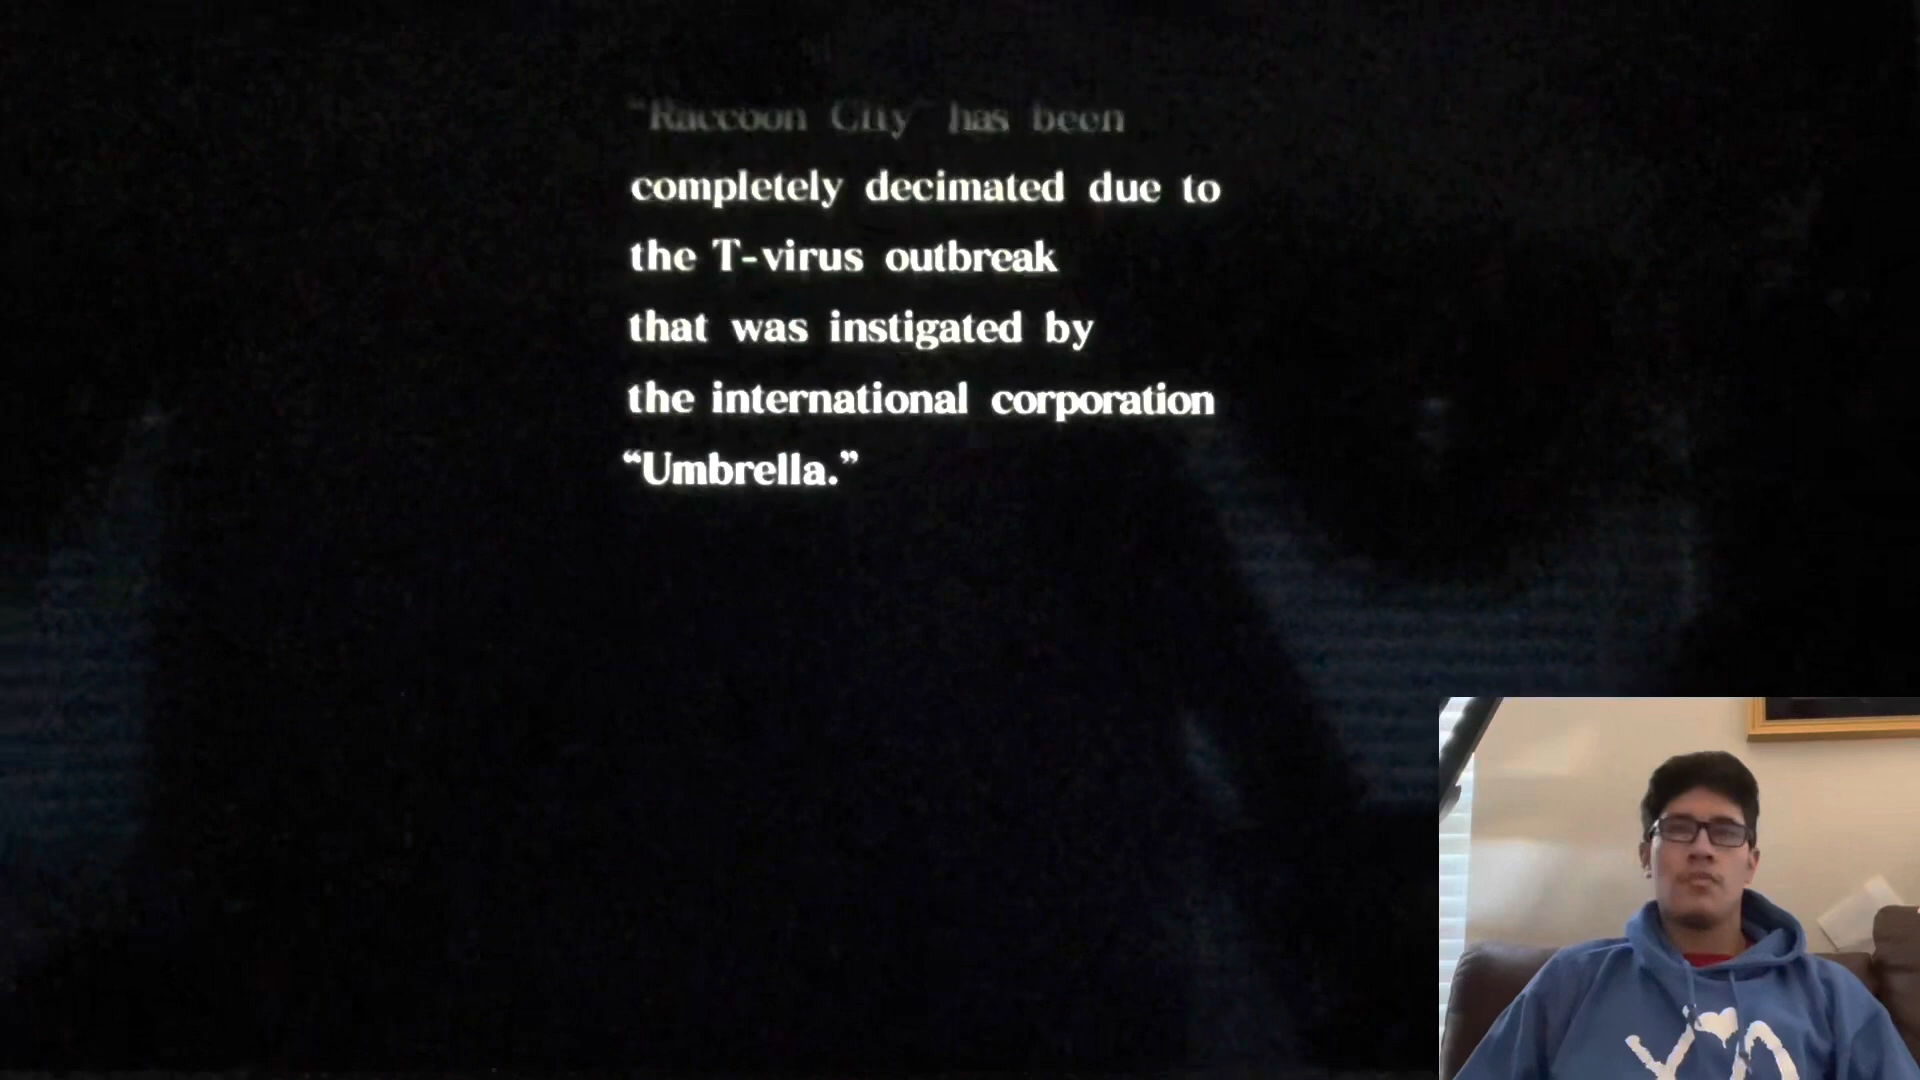 “Raccoon City” has been
completely decimated due to
the T-virus outbreak
that was instigated by
the international corporation
“Umbrella.”
XO